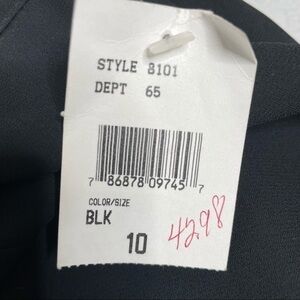 STYLE 8101
DEPT 65
7 86878 09745 7
COLOR/SIZE
BLK
10
42.98